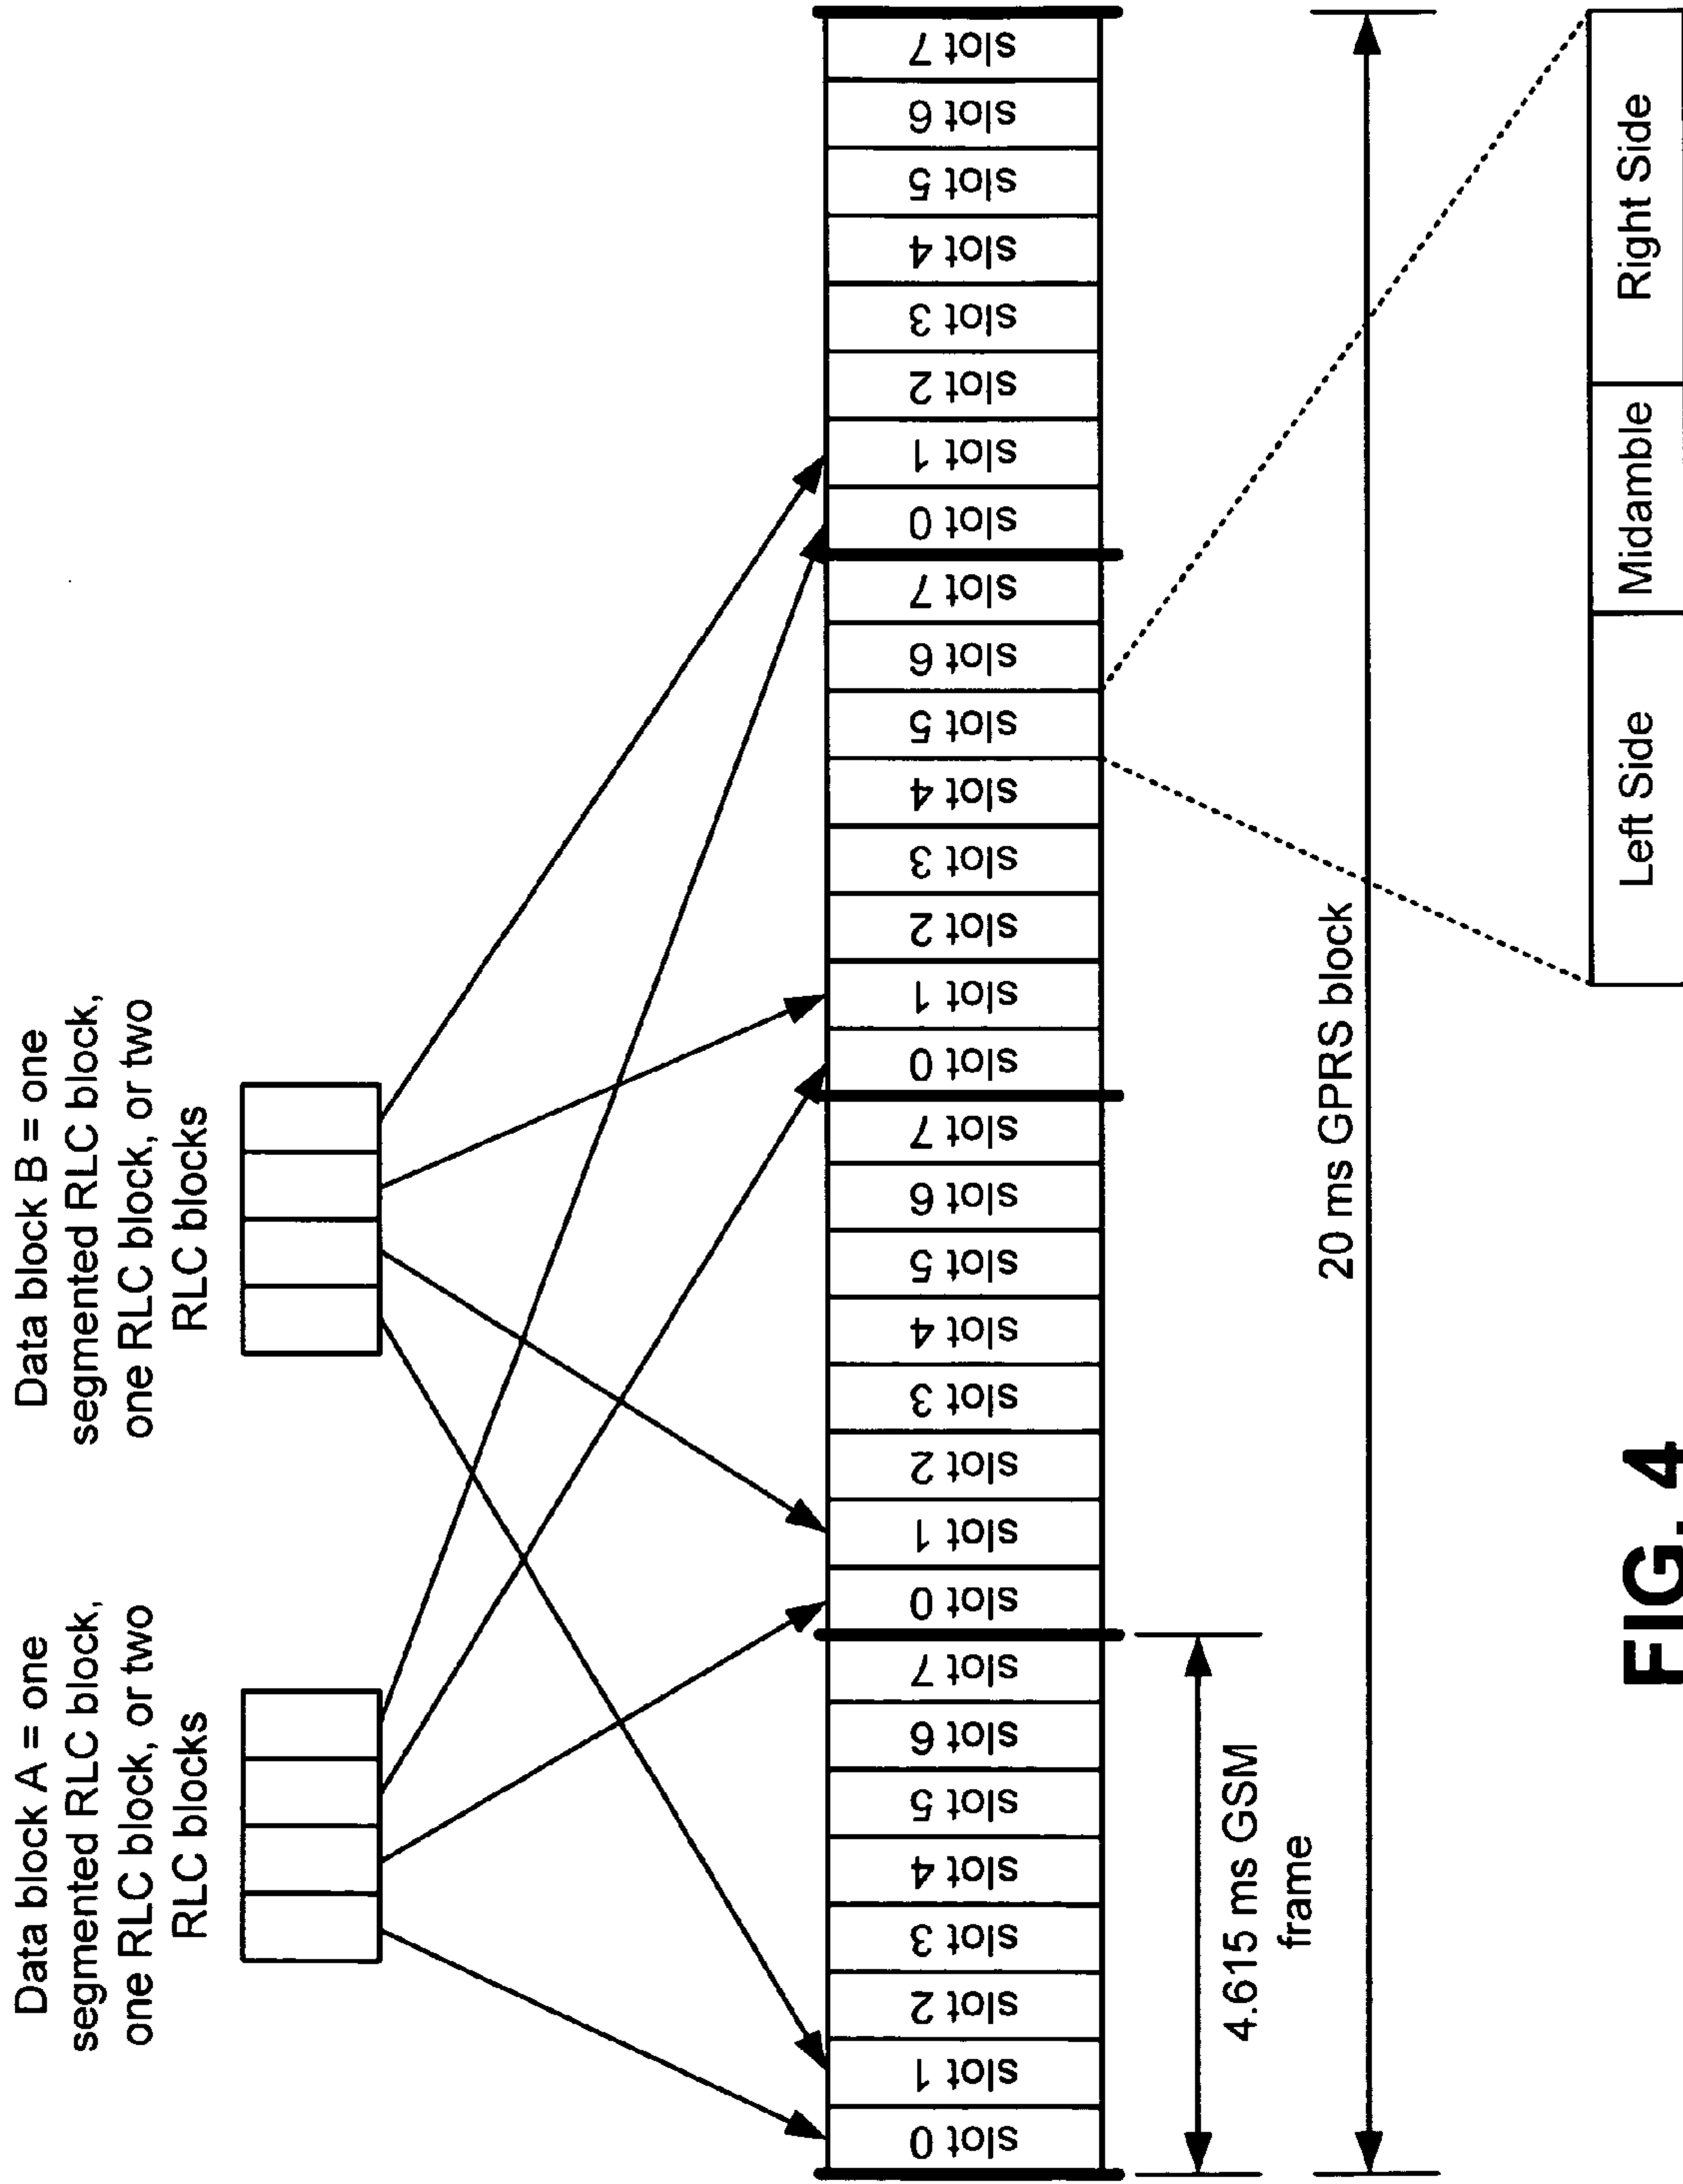 Data block A = one
segmented RLC block,
one RLC block, or two
RLC blocks
Data block B = one
segmented RLC block,
one RLC block, or two
RLC blocks
slot 0
slot 1
slot 2
slot 3
slot 4
slot 5
slot 6
slot 7
slot 0
slot 1
slot 2
slot 3
slot 4
slot 5
slot 6
slot 7
slot 0
slot 1
slot 2
slot 3
slot 4
slot 5
slot 6
slot 7
slot 0
slot 1
slot 2
slot 3
slot 4
slot 5
slot 6
slot 7
4.615 ms GSM
frame
20 ms GPRS block
Left Side
Midamble
Right Side
FIG. 4